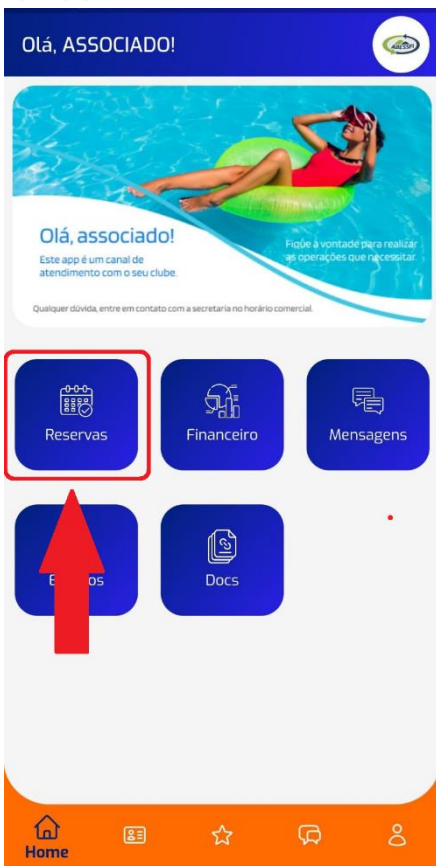 Olá, ASSOCIADO!
Olá, associado!
Este app é um canal de
atendimento com o seu clube.
Fique à vontade para realizar
as operações que necessitar.
Qualquer dúvida, entre em contato com a secretaria no horário comercial.
Reservas
Financeiro
Mensagens
Docs
Home